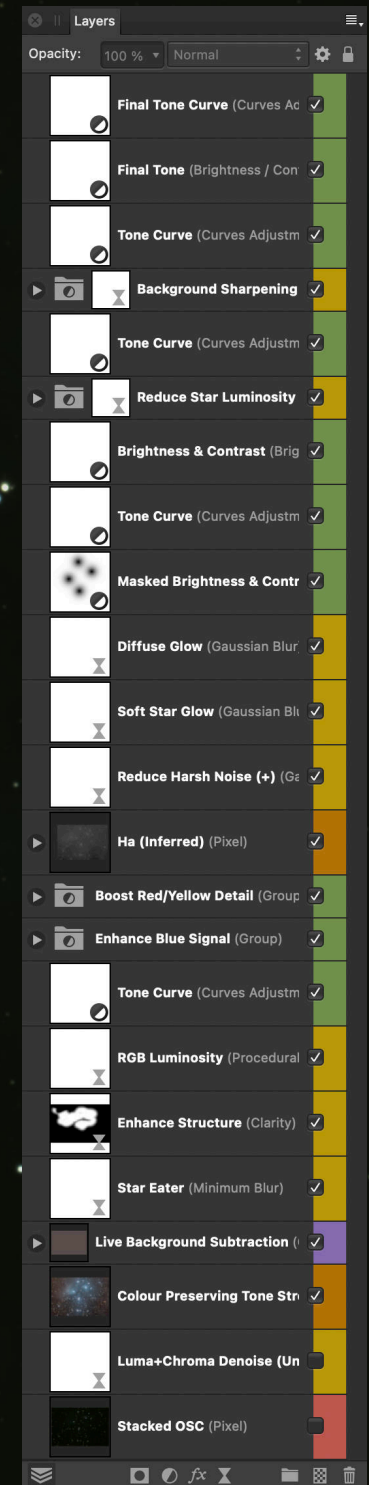 Layers
Opacity: 100 % Normal
Final Tone Curve (Curves Ad
Final Tone (Brightness / Con
Tone Curve (Curves Adjustm
Background Sharpening
Tone Curve (Curves Adjustm
Reduce Star Luminosity
Brightness & Contrast (Brig
Tone Curve (Curves Adjustm
Masked Brightness & Contr
Diffuse Glow (Gaussian Blur
Soft Star Glow (Gaussian Blu
Reduce Harsh Noise (+) (Ga
Ha (Inferred) (Pixel)
Boost Red/Yellow Detail (Group
Enhance Blue Signal (Group)
Tone Curve (Curves Adjustm
RGB Luminosity (Procedural
Enhance Structure (Clarity)
Star Eater (Minimum Blur)
Live Background Subtraction (
Colour Preserving Tone Str
Luma+Chroma Denoise (Un
Stacked OSC (Pixel)
fx